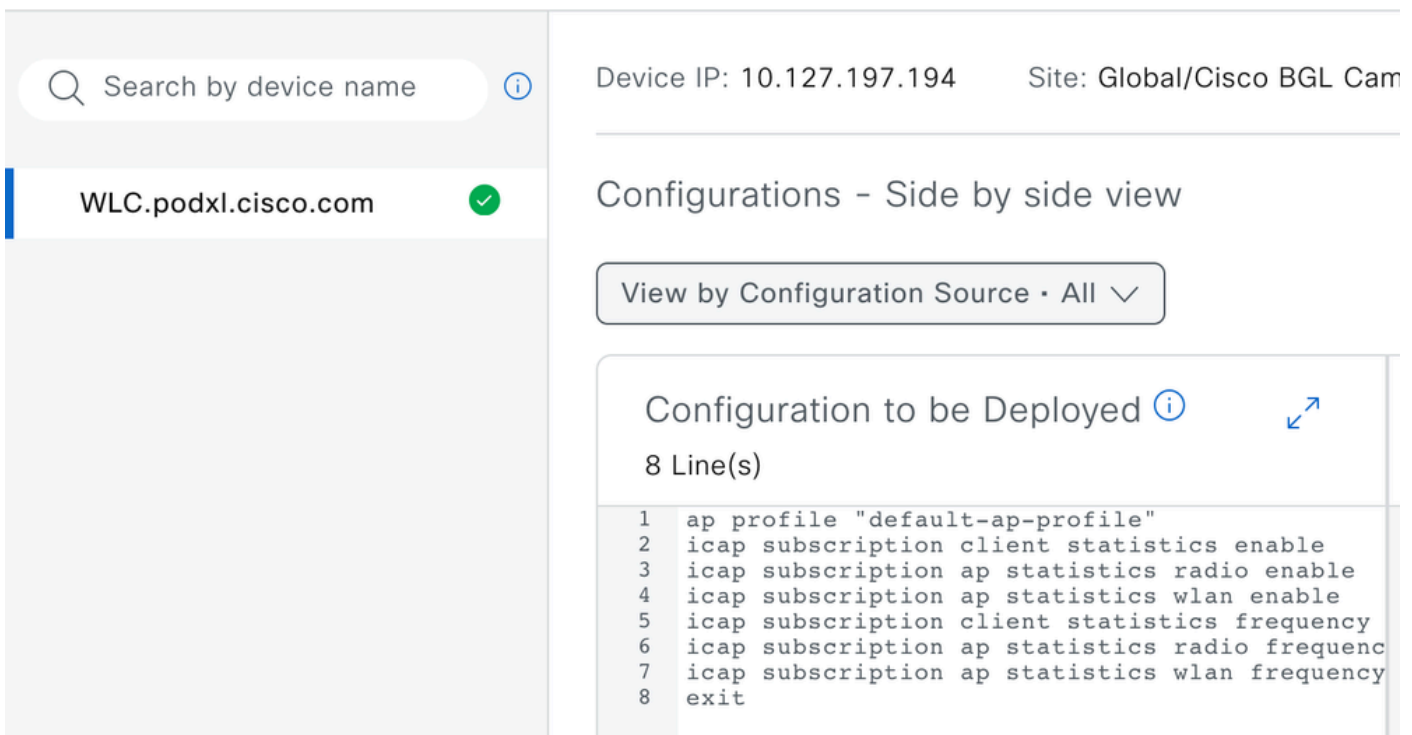 Search by device name
WLC.podxl.cisco.com
Device IP: 10.127.197.194 Site: Global/Cisco BGL Cam
Configurations - Side by side view
View by Configuration Source · All
Configuration to be Deployed
8 Line(s)
1 ap profile "default-ap-profile"
2 icap subscription client statistics enable
3 icap subscription ap statistics radio enable
4 icap subscription ap statistics wlan enable
5 icap subscription client statistics frequency
6 icap subscription ap statistics radio frequenc
7 icap subscription ap statistics wlan frequency
8 exit